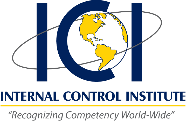 ICI
INTERNAL CONTROL INSTITUTE
"Recognizing Competency World-Wide"